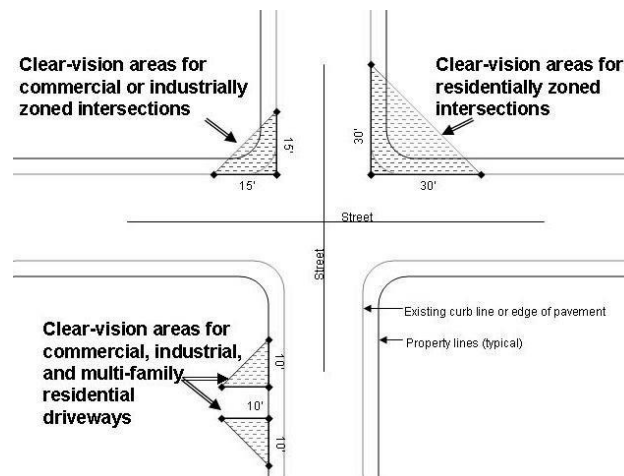 Clear-vision areas for
commercial or industrially
zoned intersections
Clear-vision areas for
residentially zoned
intersections
15'
15'
30'
30'
Street
Street
Existing curb line or edge of pavement
Property lines (typical)
Clear-vision areas for
commercial, industrial,
and multi-family
residential
driveways
10'
10'
10'